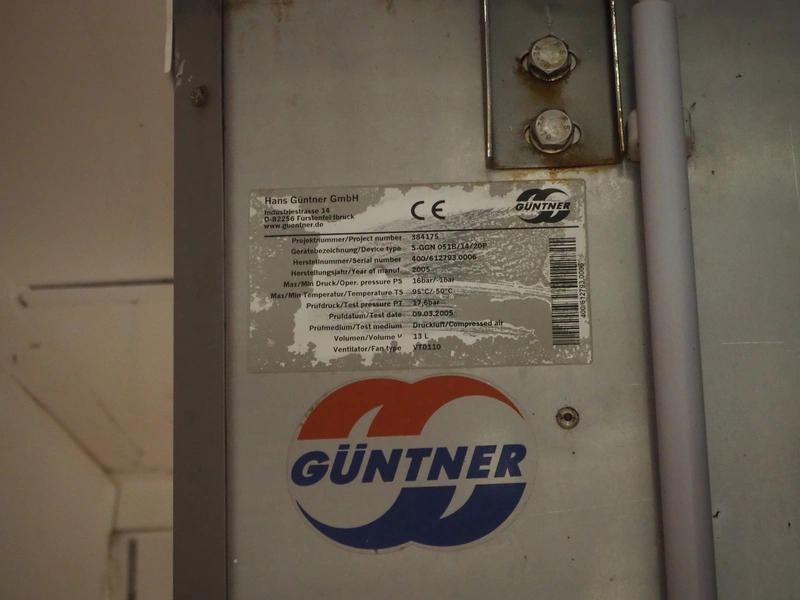 Hans Güntner GmbH
Industriestrasse 14
D-82256 Fürstenfeldbruck
www.guentner.de
CE
GÜNTNER
Projektnummer/Project number 384175
Gerätebezeichnung/Device type S-GGN 051B/14/20P
Herstellnummer/Serial number 400/612793.0006
Herstellungsjahr/Year of manuf. 2005
Max/Min Druck/Oper. pressure PS 16bar/-1bar
Max/Min Temperatur/Temperature TS 95°C/-50°C
Prüfdruck/Test pressure PT 17,6bar
Prüfdatum/Test date 09.03.2005
Prüfmedium/Test medium Druckluft/Compressed air
Volumen/Volume V 13 L
Ventilator/Fan type VT0110
400/612793.0006
GÜNTNER